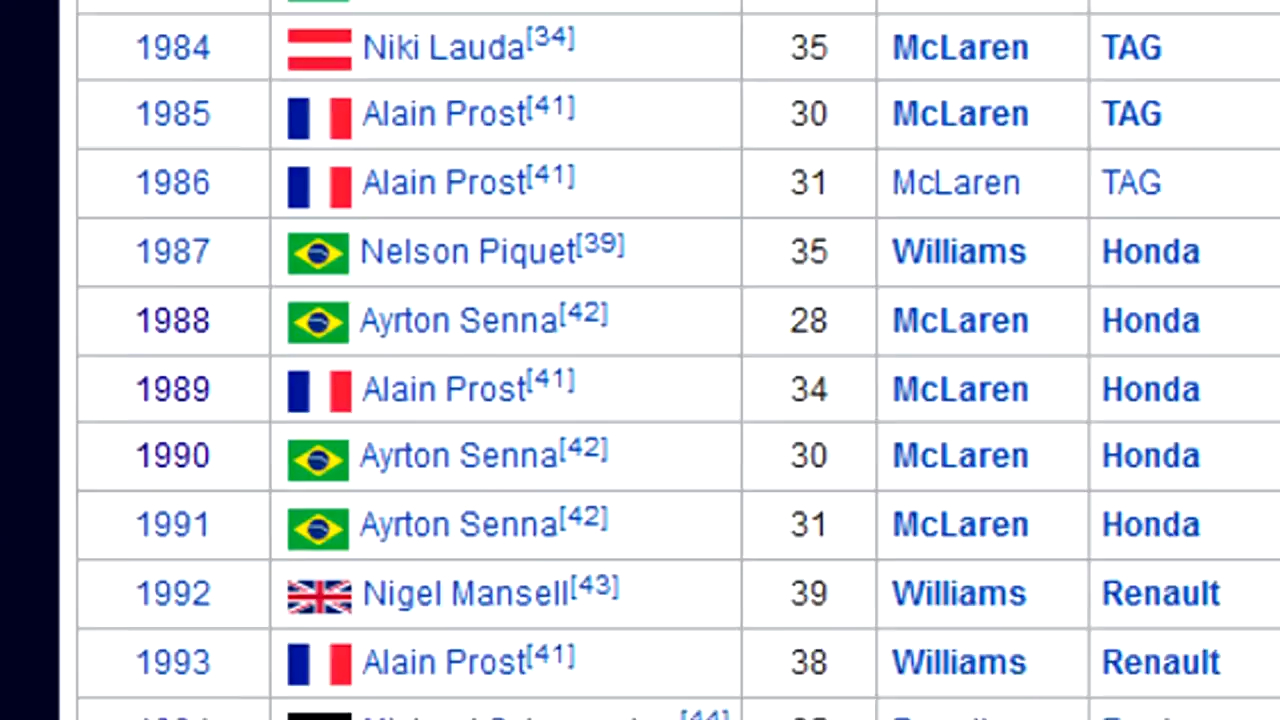 1984 Niki Lauda[34] 35 McLaren TAG
1985 Alain Prost[41] 30 McLaren TAG
1986 Alain Prost[41] 31 McLaren TAG
1987 Nelson Piquet[39] 35 Williams Honda
1988 Ayrton Senna[42] 28 McLaren Honda
1989 Alain Prost[41] 34 McLaren Honda
1990 Ayrton Senna[42] 30 McLaren Honda
1991 Ayrton Senna[42] 31 McLaren Honda
1992 Nigel Mansell[43] 39 Williams Renault
1993 Alain Prost[41] 38 Williams Renault
[44]